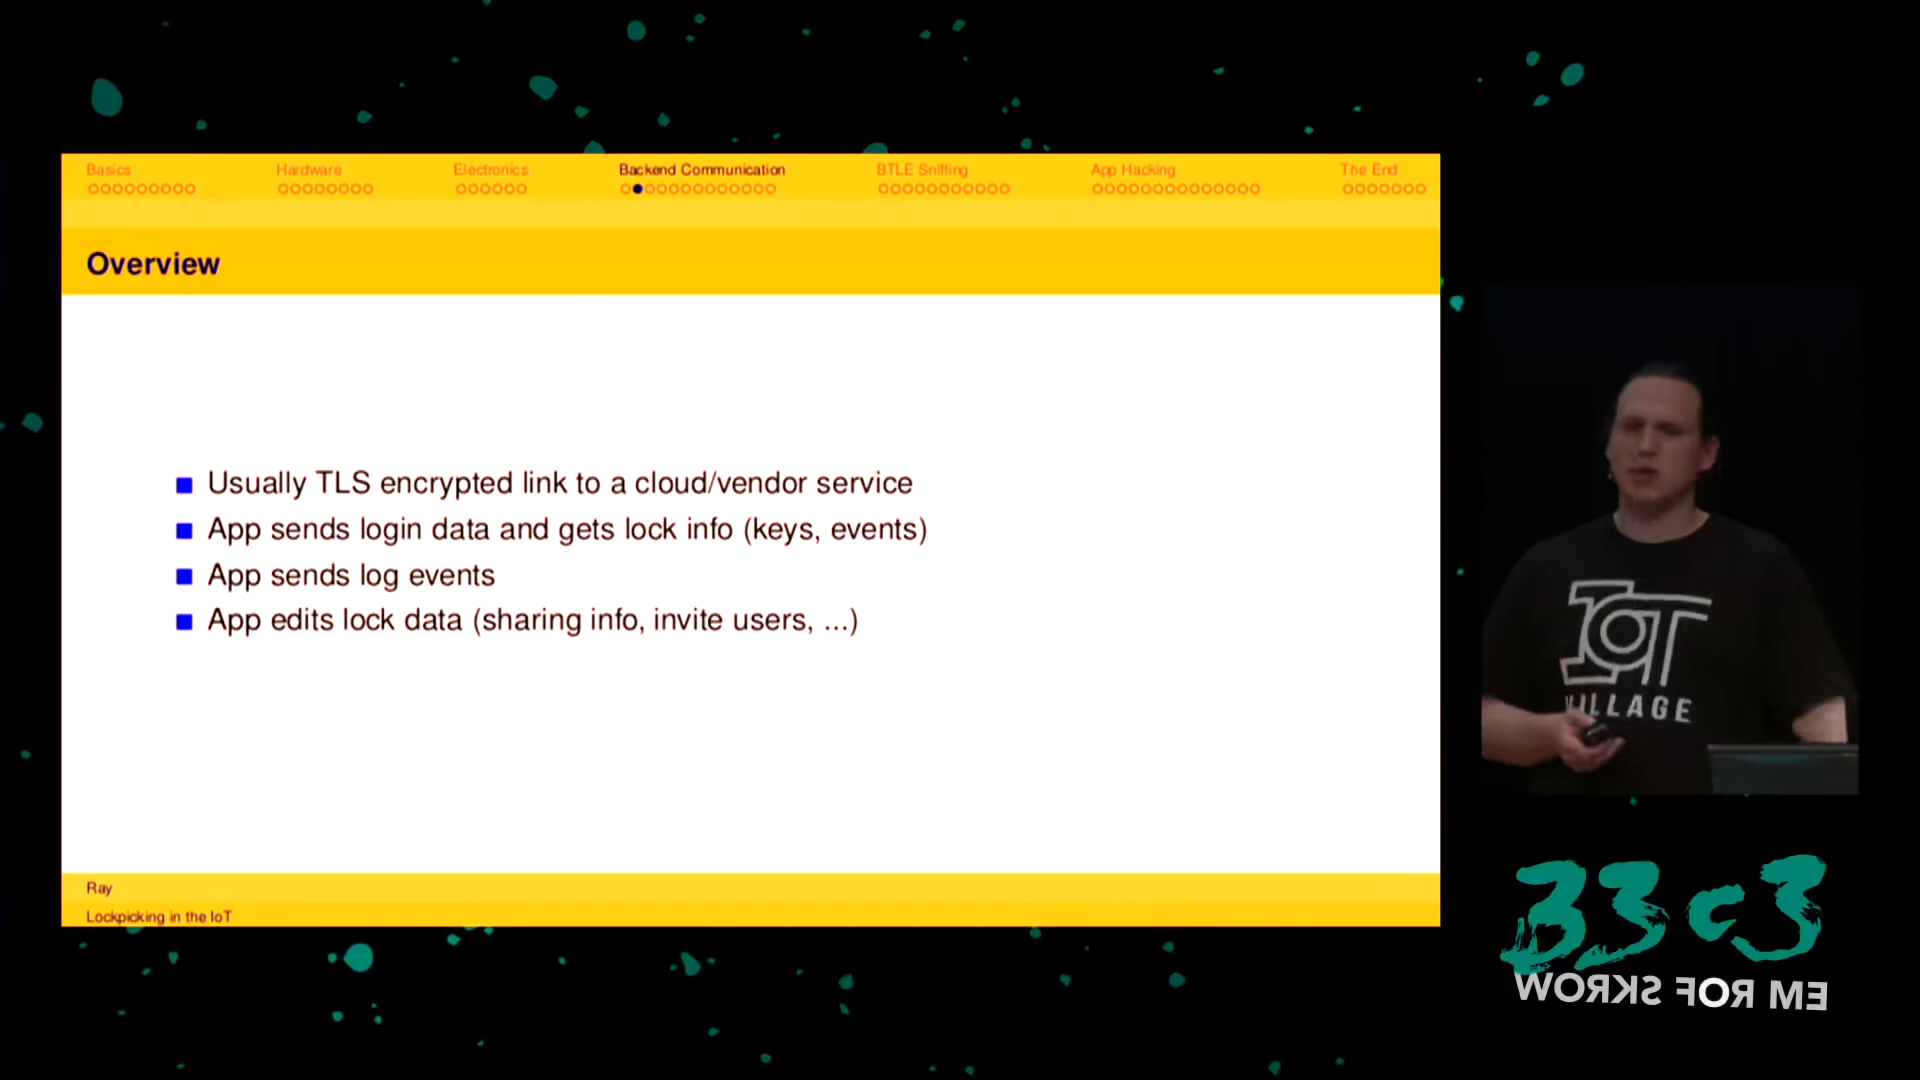 Basics Hardware Electronics Backend Communication BTLE Sniffing App Hacking The End
Overview
Usually TLS encrypted link to a cloud/vendor service
App sends login data and gets lock info (keys, events)
App sends log events
App edits lock data (sharing info, invite users, ...)
Ray
Lockpicking in the IoT
IOT
VILLAGE
33c3
WORKS FOR ME